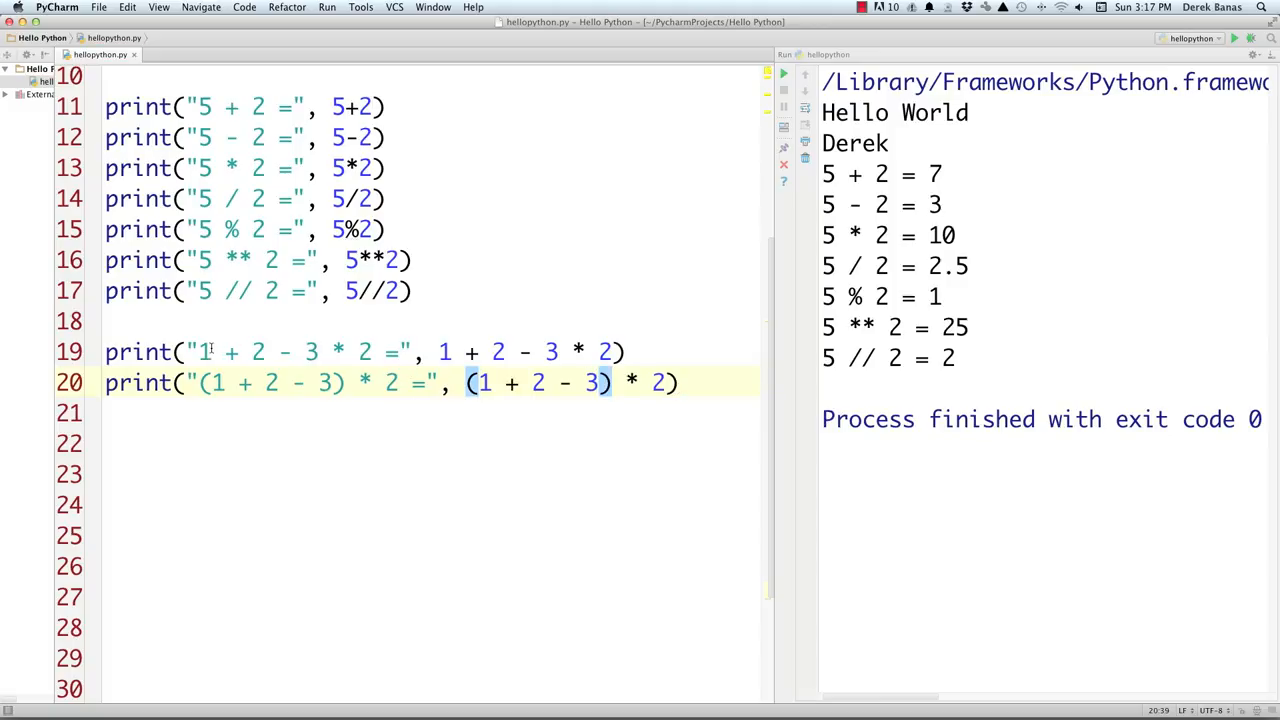 PyCharm File Edit View Navigate Code Refactor Run Tools VCS Window Help 10 Sun 3:17 PM Derek Banas
hellopython.py – Hello Python – [~/PycharmProjects/Hello Python]
Hello Python hellopython.py hellopython
hellopython.py
Run hellopython
Hello P
hell
Externa
10
11 print("5 + 2 =", 5+2)
12 print("5 - 2 =", 5-2)
13 print("5 * 2 =", 5*2)
14 print("5 / 2 =", 5/2)
15 print("5 % 2 =", 5%2)
16 print("5 ** 2 =", 5**2)
17 print("5 // 2 =", 5//2)
18
19 print("1 + 2 - 3 * 2 =", 1 + 2 - 3 * 2)
20 print("(1 + 2 - 3) * 2 =", (1 + 2 - 3) * 2)
21
22
23
24
25
26
27
28
29
30
/Library/Frameworks/Python.framewo
Hello World
Derek
5 + 2 = 7
5 - 2 = 3
5 * 2 = 10
5 / 2 = 2.5
5 % 2 = 1
5 ** 2 = 25
5 // 2 = 2
Process finished with exit code 0
20:39 LF UTF-8